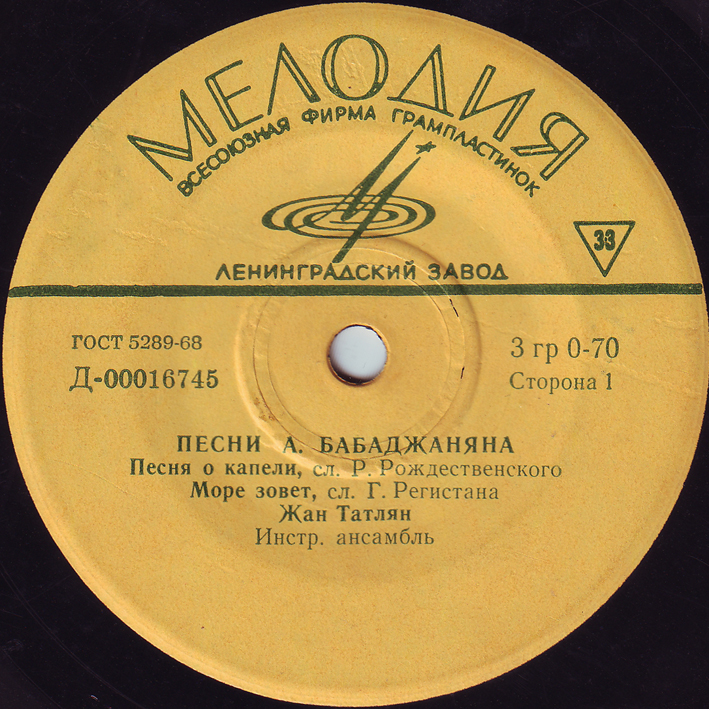 МЕЛОДИЯ
ВСЕСОЮЗНАЯ ФИРМА ГРАМПЛАСТИНОК
33
ЛЕНИНГРАДСКИЙ ЗАВОД
ГОСТ 5289-68
3 гр 0-70
Д-00016745
Сторона 1
ПЕСНИ А. БАБАДЖАНЯНА
Песня о капели, сл. Р. Рождественского
Море зовет, сл. Г. Регистана
Жан Татлян
Инстр. ансамбль